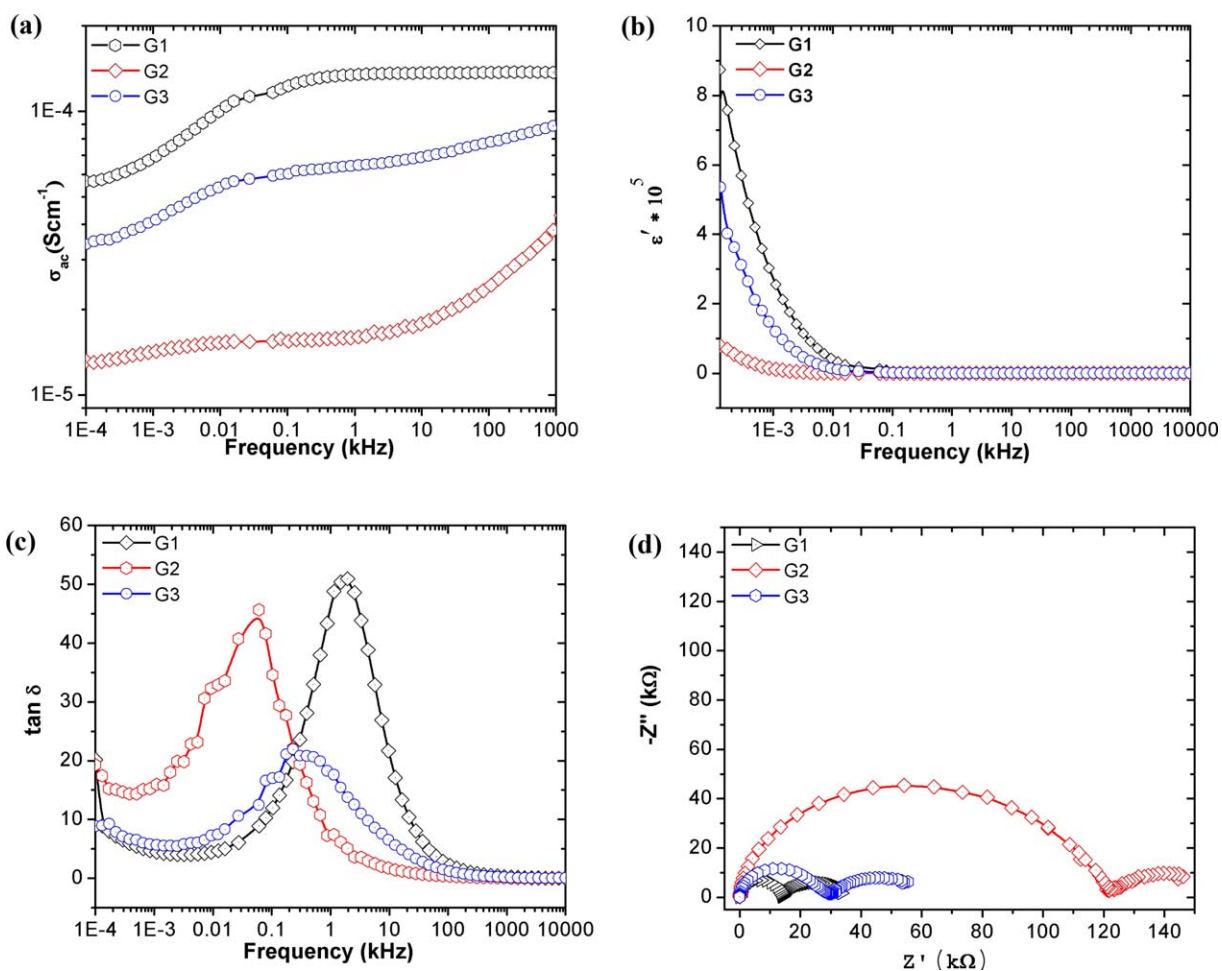 (a)
G1
G2
G3
1E-4
1E-5
σac(Scm-1)
1E-4 1E-3 0.01 0.1 1 10 100 1000
Frequency (kHz)
(b)
G1
G2
G3
10
8
6
4
2
0
ε′ * 10^5
1E-3 0.01 0.1 1 10 100 1000 10000
Frequency (kHz)
(c)
G1
G2
G3
60
50
40
30
20
10
0
tan δ
1E-4 1E-3 0.01 0.1 1 10 100 1000 10000
Frequency (kHz)
(d)
G1
G2
G3
140
120
100
80
60
40
20
0
-Z" (kΩ)
0 20 40 60 80 100 120 140
Z' (kΩ)